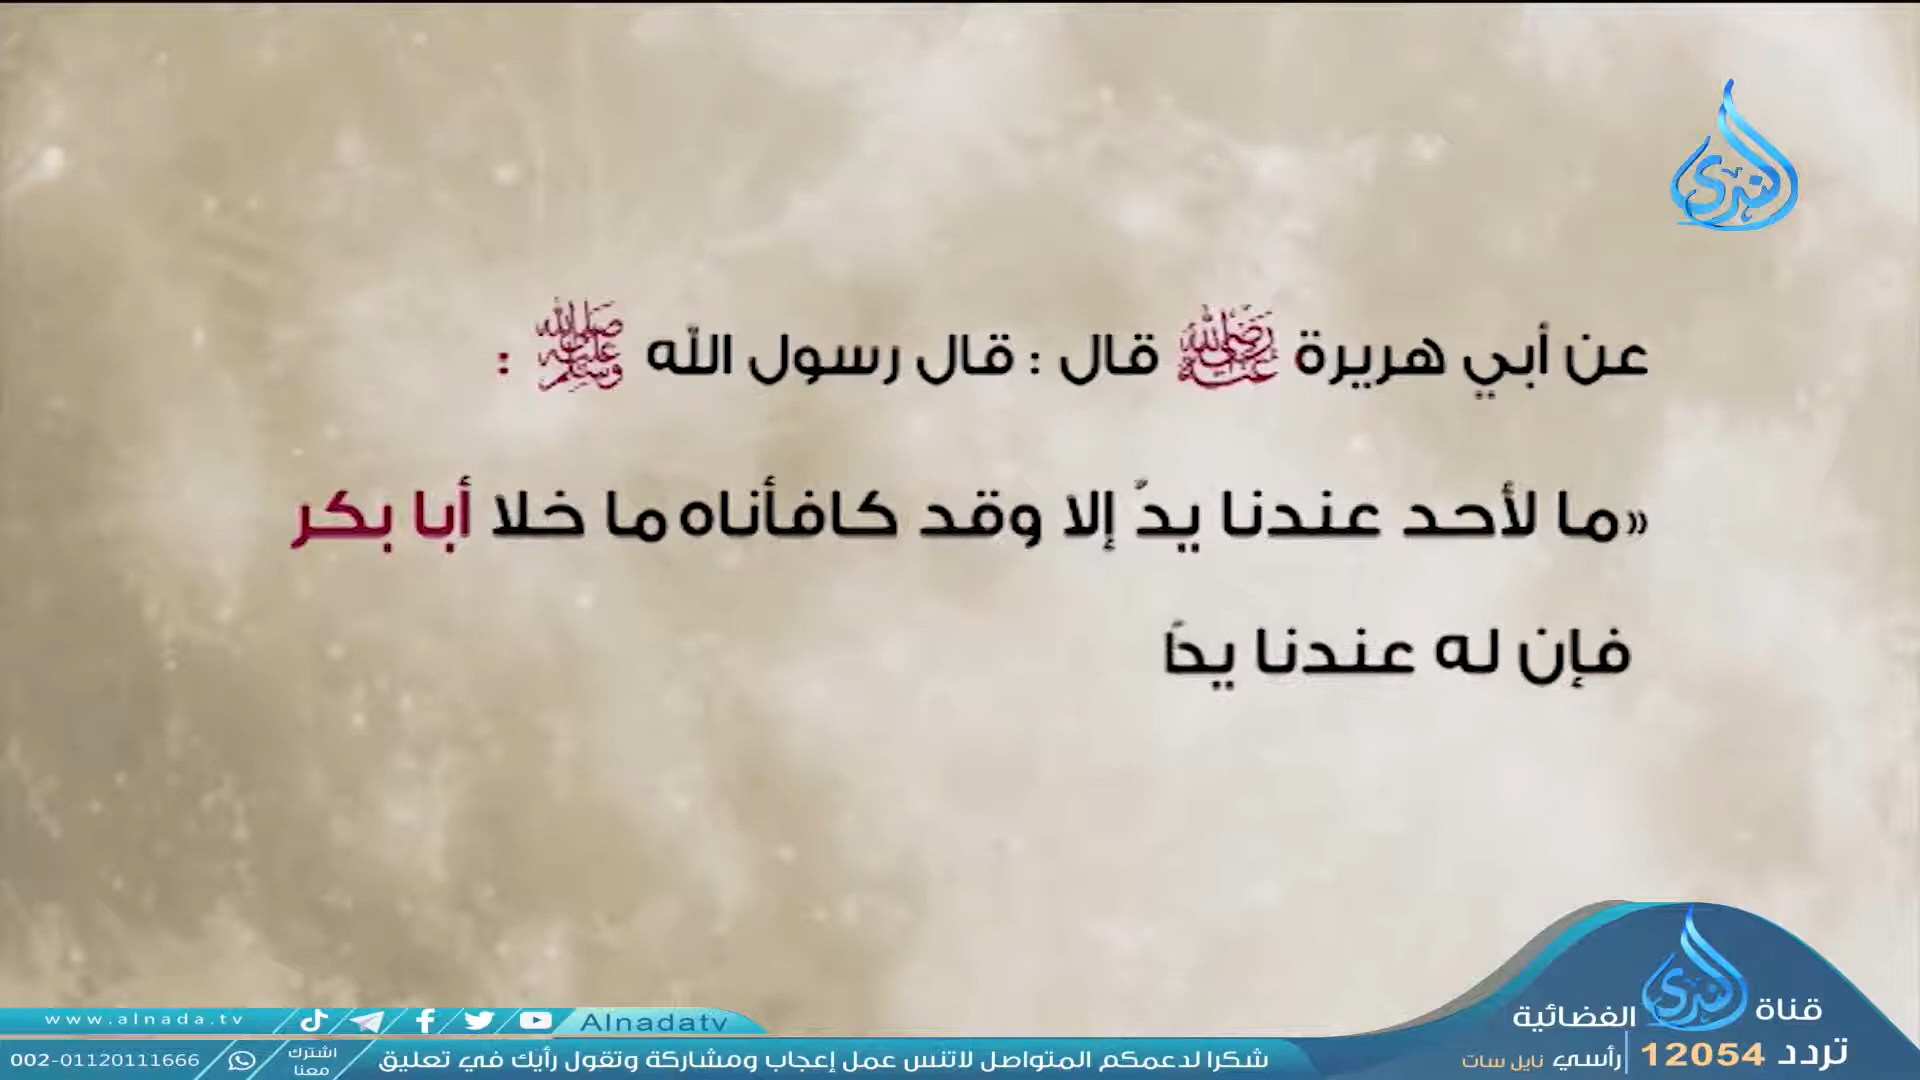 الندى
عن أبي هريرة رضي الله عنه قال : قال رسول الله صلى الله عليه وسلم :
«ما لأحد عندنا يدٌ إلا وقد كافأناه ما خلا أبا بكر
فإن له عندنا يدًا
قناة الندى الفضائية
تردد 12054 رأسي نايل سات
www.alnada.tv
Alnadatv
شكرا لدعمكم المتواصل لاتنس عمل إعجاب ومشاركة وتقول رأيك في تعليق
اشترك معنا
002-01120111666